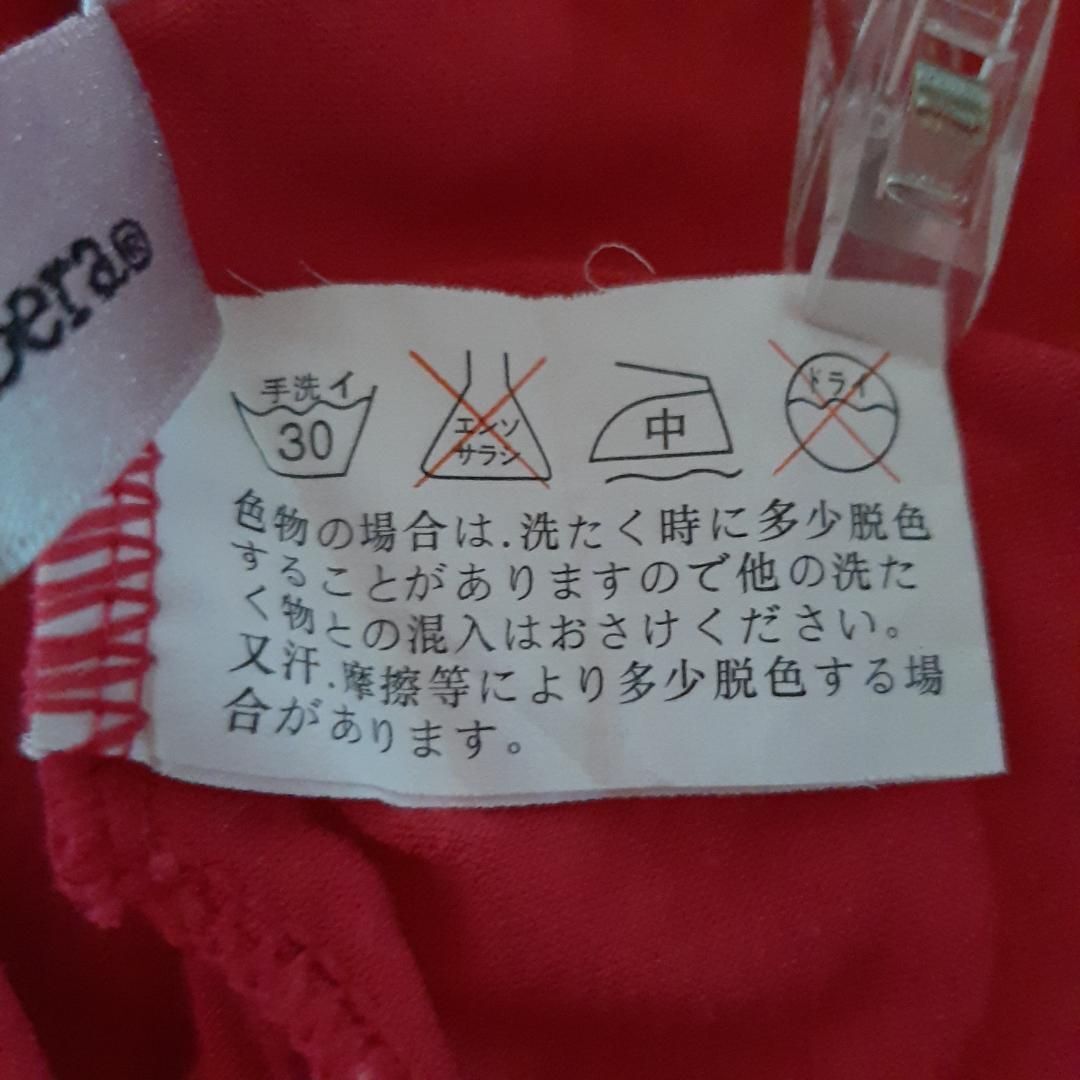 bera®
手洗イ
30
エンソ
サラシ
中
ドライ
色物の場合は.洗たく時に多少脱色
することがありますので他の洗た
く物との混入はおさけください。
又汗.摩擦等により多少脱色する場
合があります。